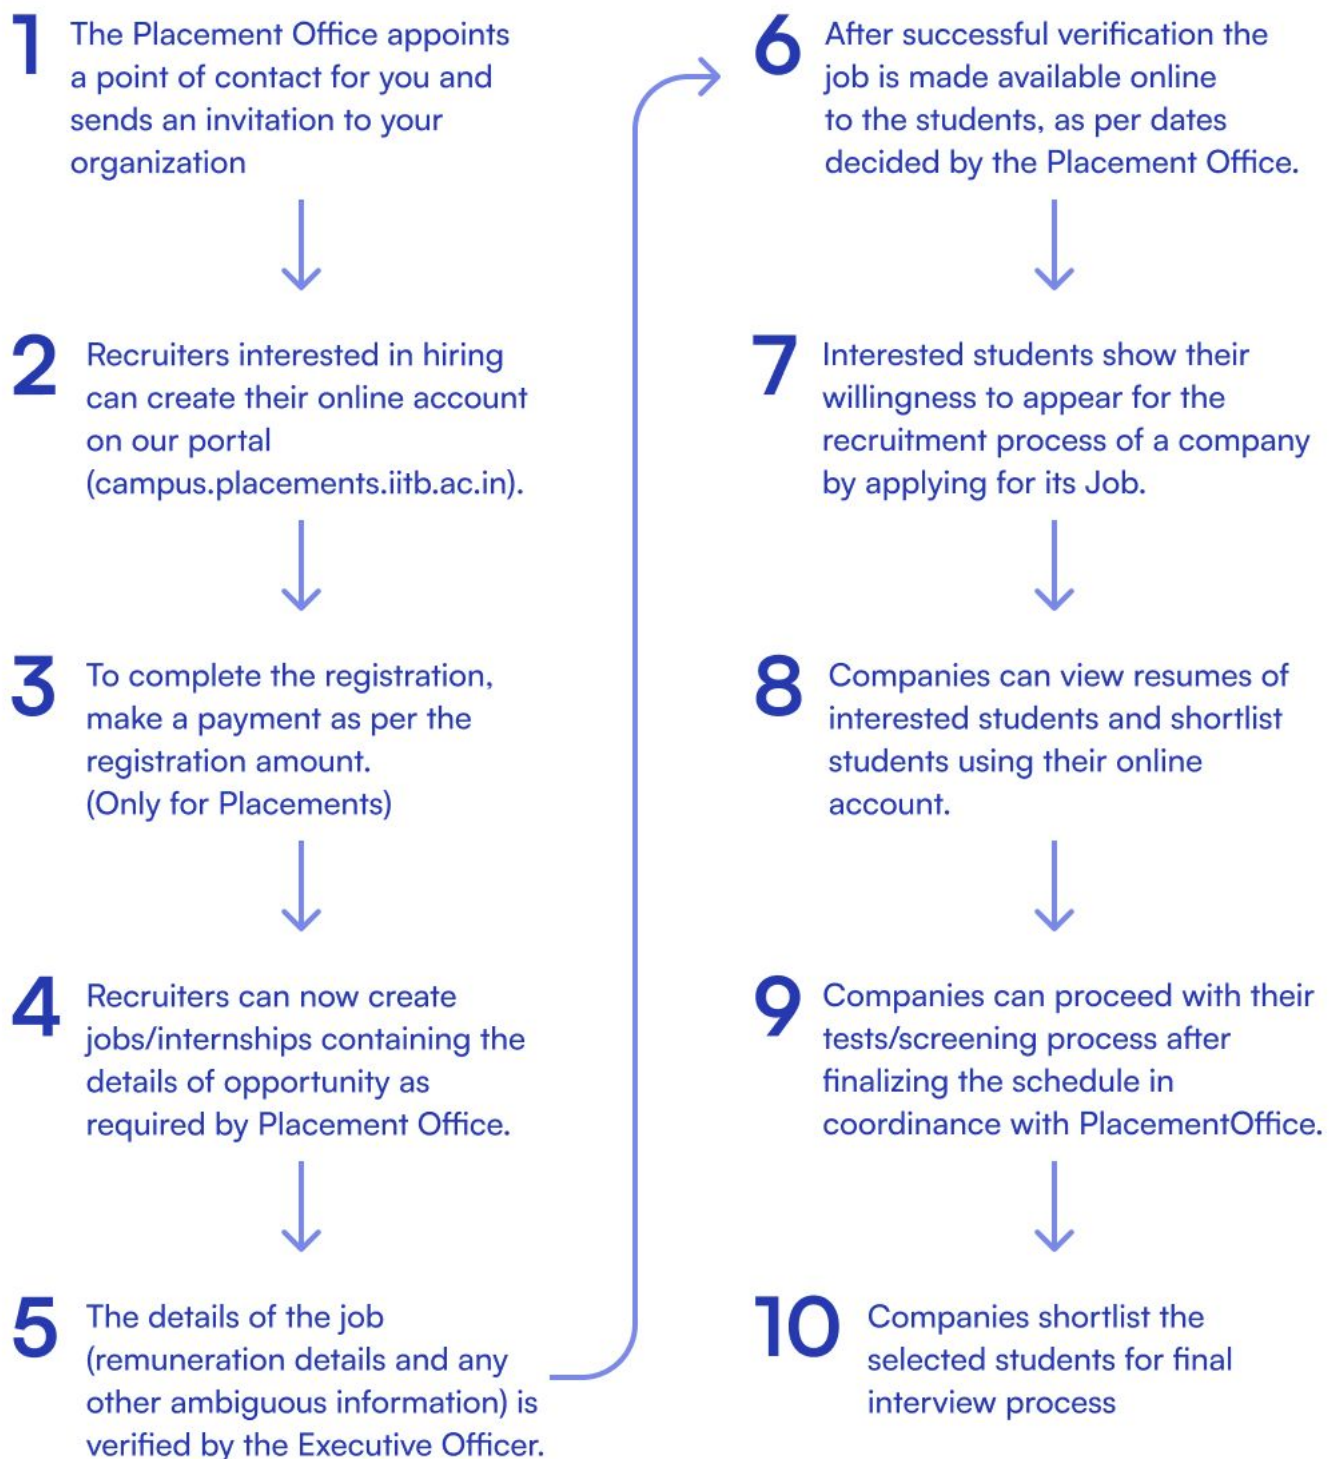 1 The Placement Office appoints
a point of contact for you and
sends an invitation to your
organization
2 Recruiters interested in hiring
can create their online account
on our portal
(campus.placements.iitb.ac.in).
3 To complete the registration,
make a payment as per the
registration amount.
(Only for Placements)
4 Recruiters can now create
jobs/internships containing the
details of opportunity as
required by Placement Office.
5 The details of the job
(remuneration details and any
other ambiguous information) is
verified by the Executive Officer.
6 After successful verification the
job is made available online
to the students, as per dates
decided by the Placement Office.
7 Interested students show their
willingness to appear for the
recruitment process of a company
by applying for its Job.
8 Companies can view resumes of
interested students and shortlist
students using their online
account.
9 Companies can proceed with their
tests/screening process after
finalizing the schedule in
coordinance with PlacementOffice.
10 Companies shortlist the
selected students for final
interview process